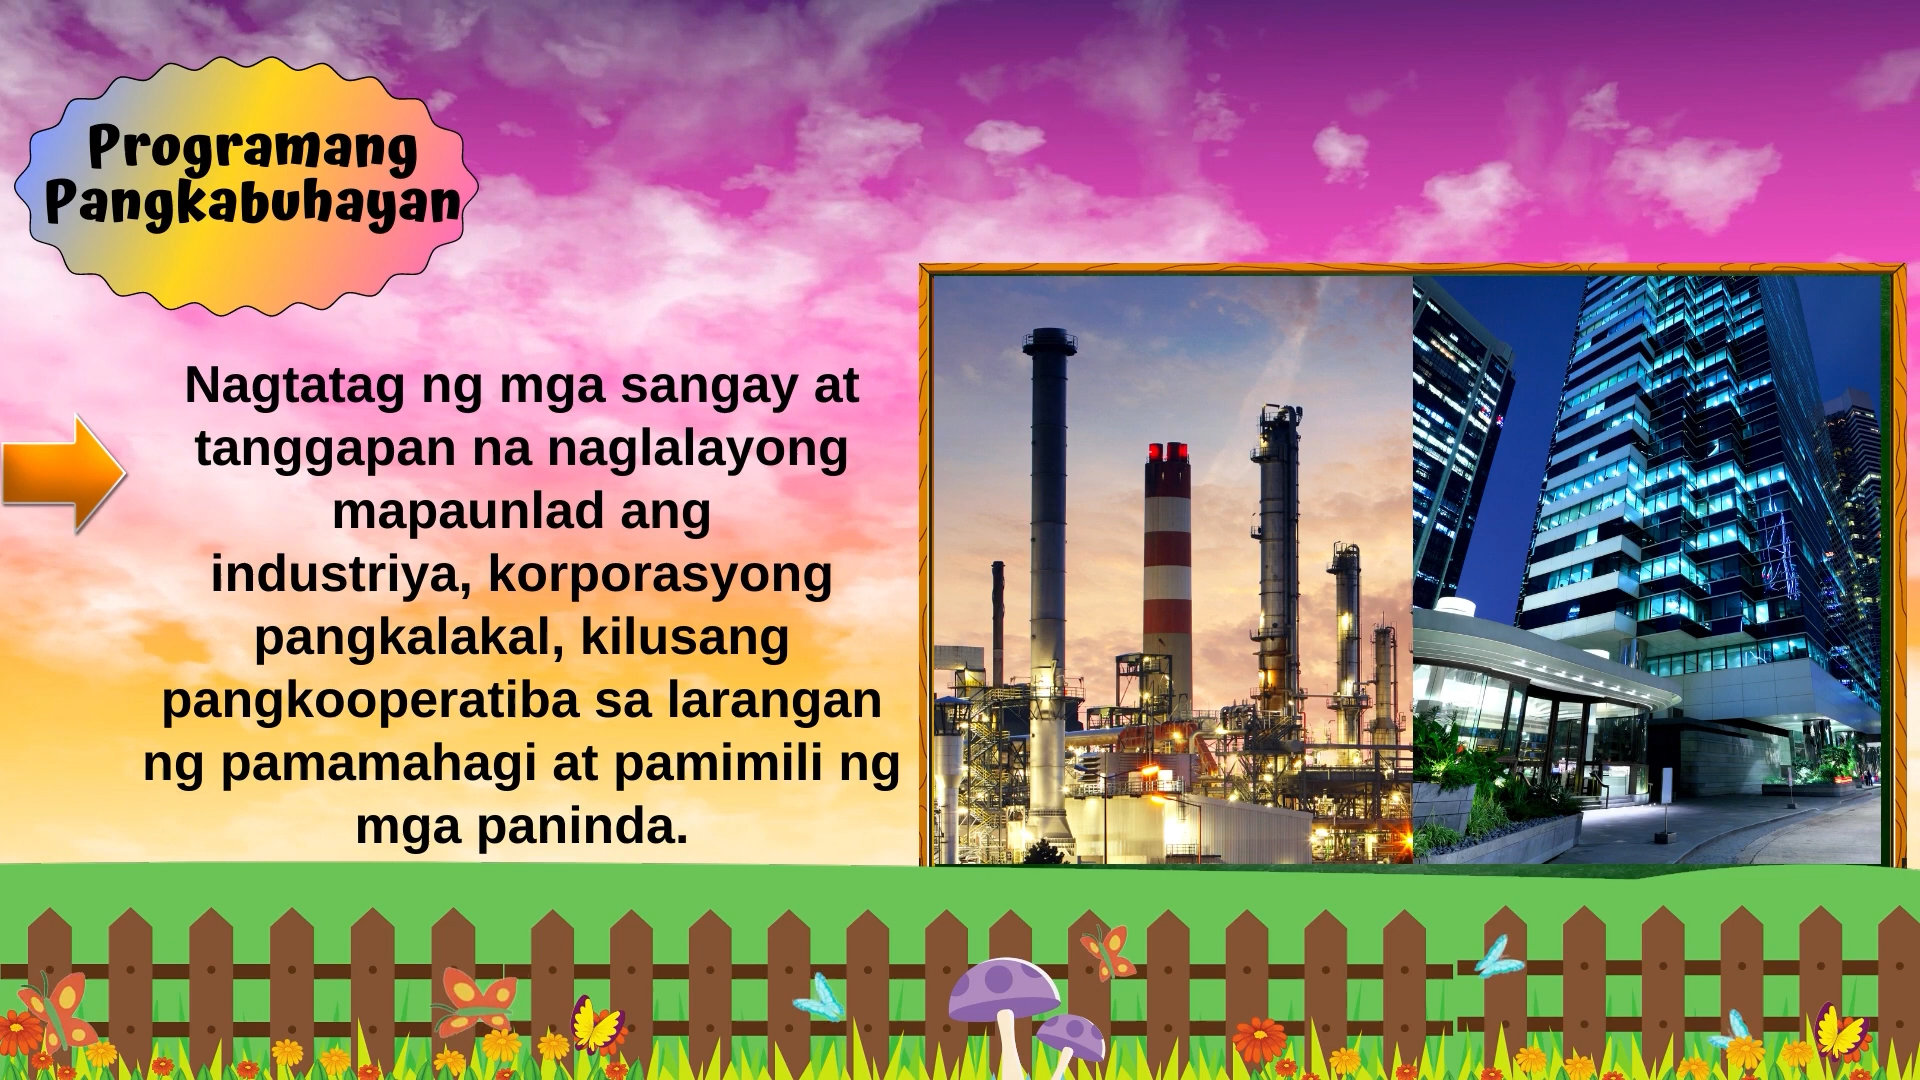 Programang
Pangkabuhayan
Nagtatag ng mga sangay at
tanggapan na naglalayong
mapaunlad ang
industriya, korporasyong
pangkalakal, kilusang
pangkooperatiba sa larangan
ng pamamahagi at pamimili ng
mga paninda.